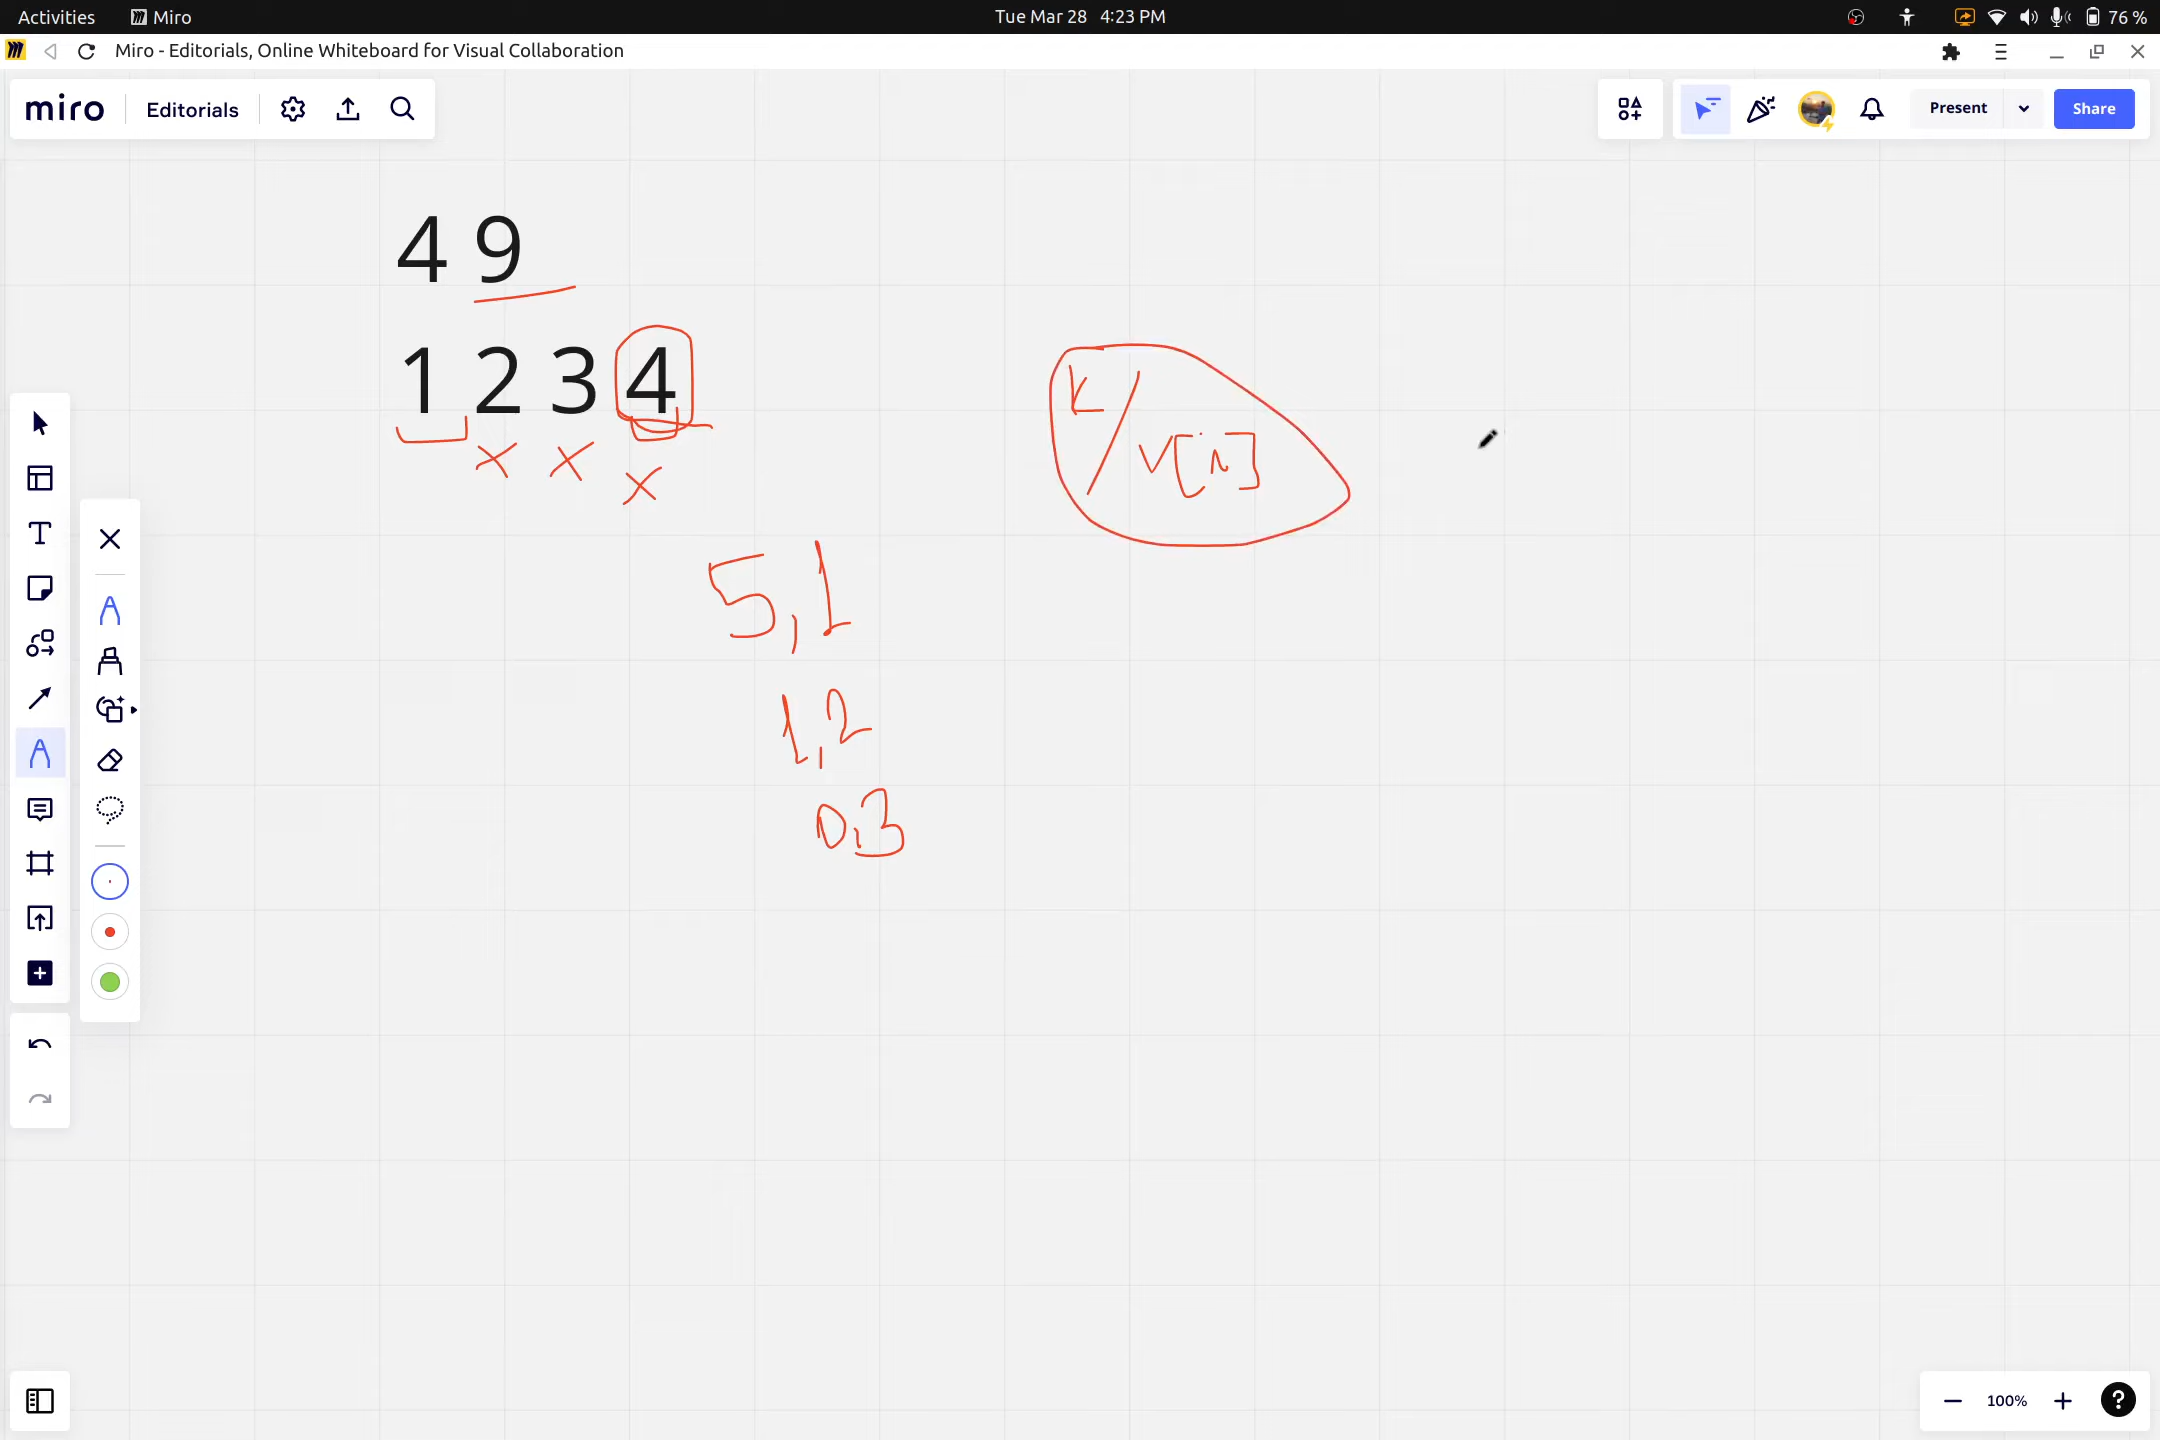 Activities Miro Tue Mar 28 4:23 PM 76 %
Miro - Editorials, Online Whiteboard for Visual Collaboration
miro Editorials Present Share
4 9
1 2 3 4
K/V[i]
x x x
5,1
1,2
0,3
100% ?